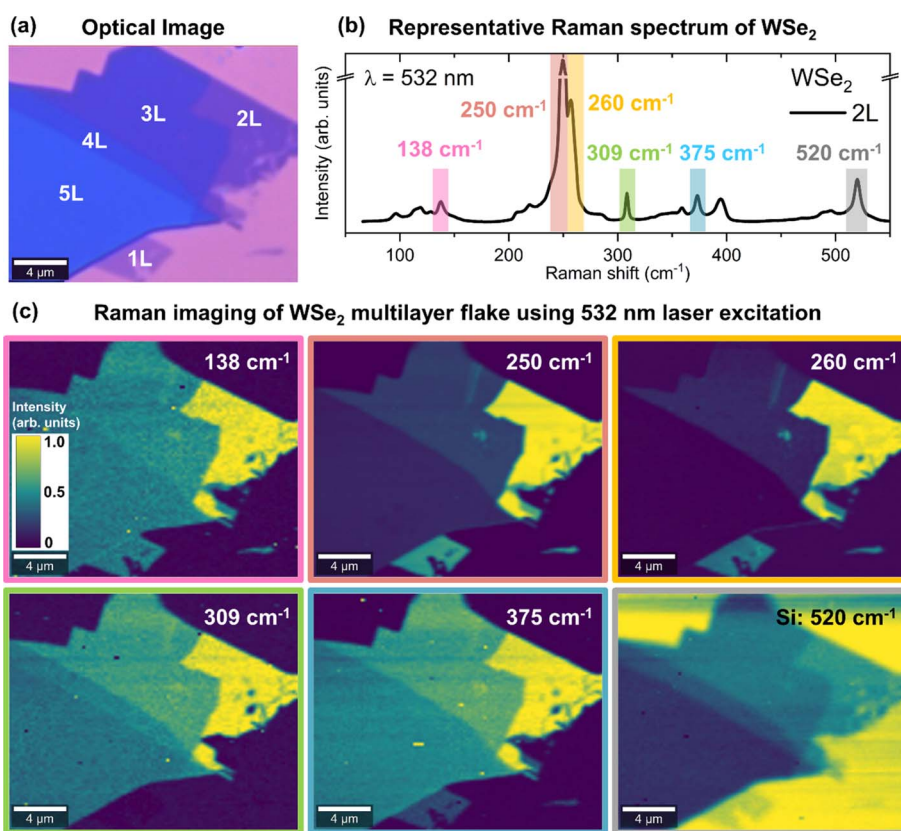 (a) Optical Image
3L
2L
4L
5L
1L
4 µm
(b) Representative Raman spectrum of WSe₂
λ = 532 nm
WSe₂
2L
250 cm⁻¹
260 cm⁻¹
138 cm⁻¹
309 cm⁻¹
375 cm⁻¹
520 cm⁻¹
Intensity (arb. units)
100 200 300 400 500
Raman shift (cm⁻¹)
(c) Raman imaging of WSe₂ multilayer flake using 532 nm laser excitation
138 cm⁻¹
Intensity
(arb. units)
1.0
0.5
0
4 µm
250 cm⁻¹
4 µm
260 cm⁻¹
4 µm
309 cm⁻¹
4 µm
375 cm⁻¹
4 µm
Si: 520 cm⁻¹
4 µm